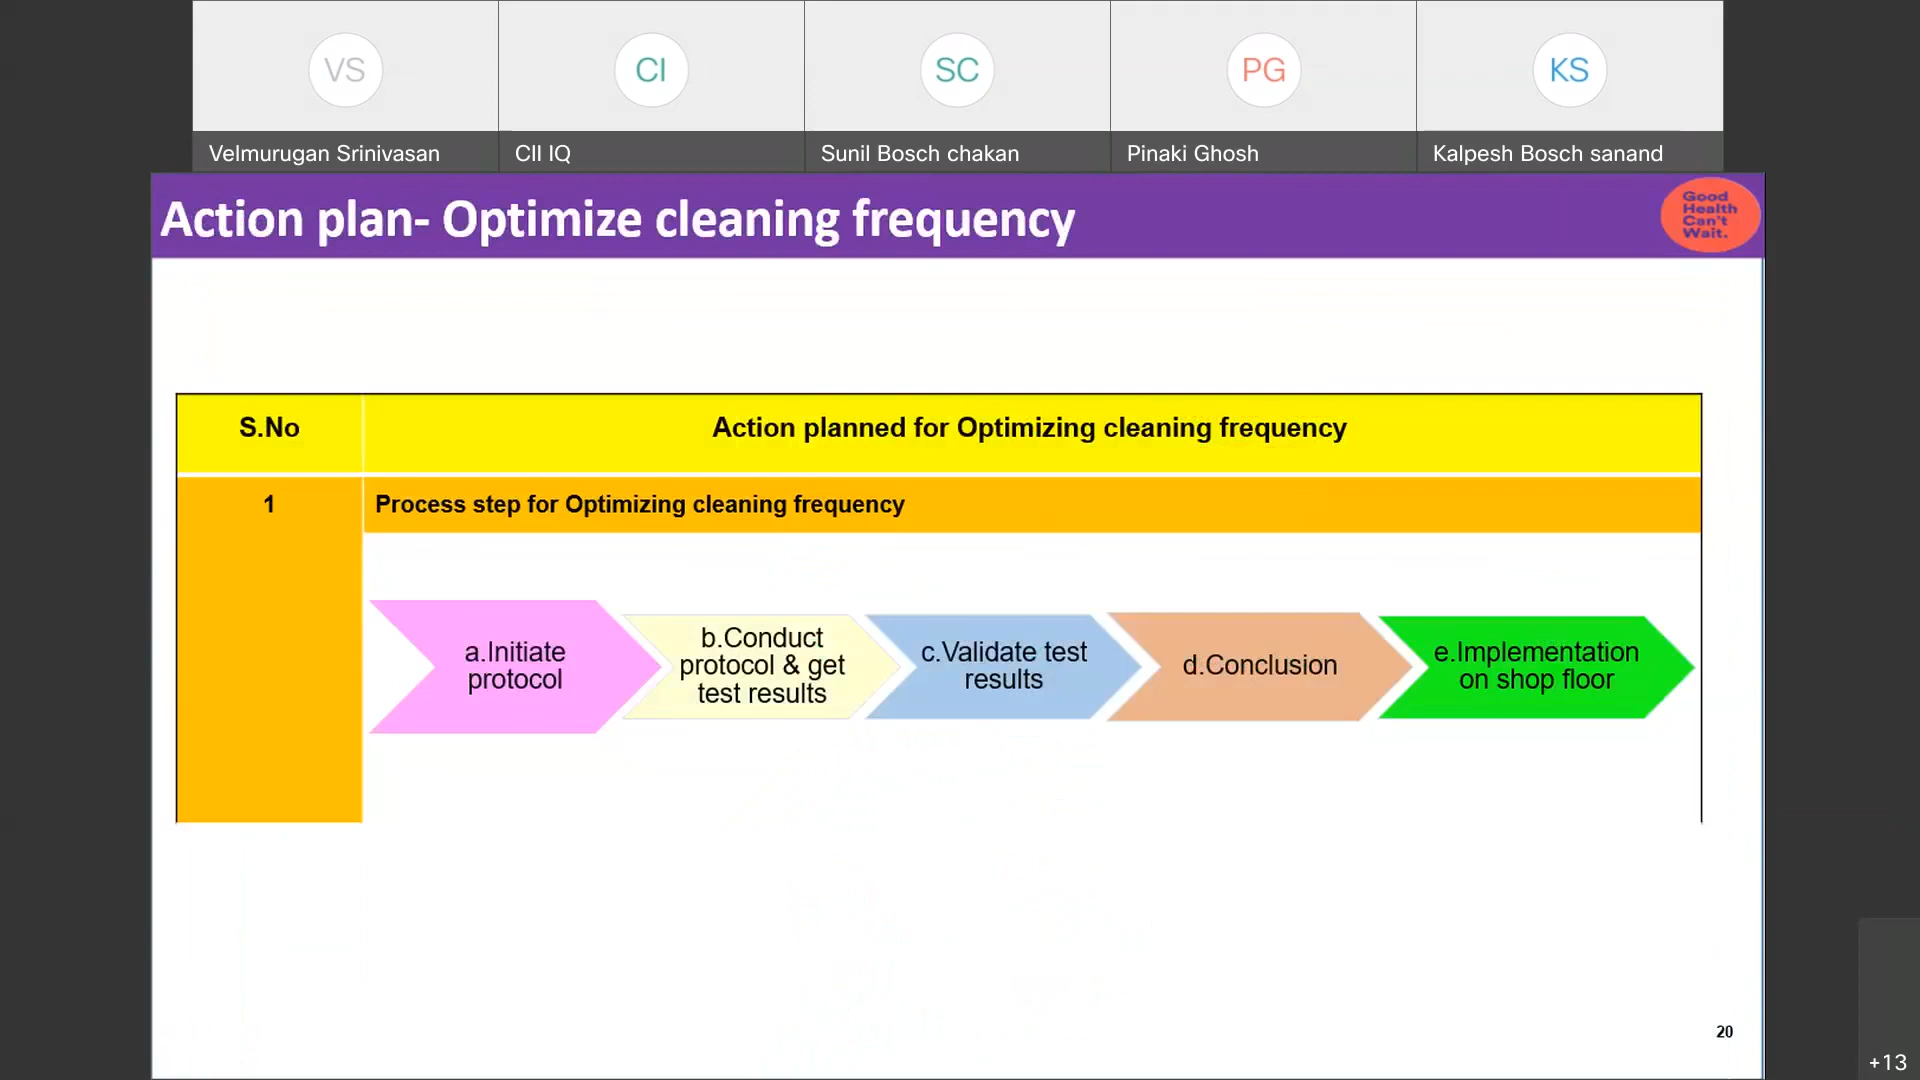 VS
CI
SC
PG
KS
Velmurugan Srinivasan
CII IQ
Sunil Bosch chakan
Pinaki Ghosh
Kalpesh Bosch sanand
Action plan- Optimize cleaning frequency
Good
Health
Can't
Wait.
S.No
Action planned for Optimizing cleaning frequency
1
Process step for Optimizing cleaning frequency
a.Initiate
protocol
b.Conduct
protocol & get
test results
c.Validate test
results
d.Conclusion
e.Implementation
on shop floor
20
+13